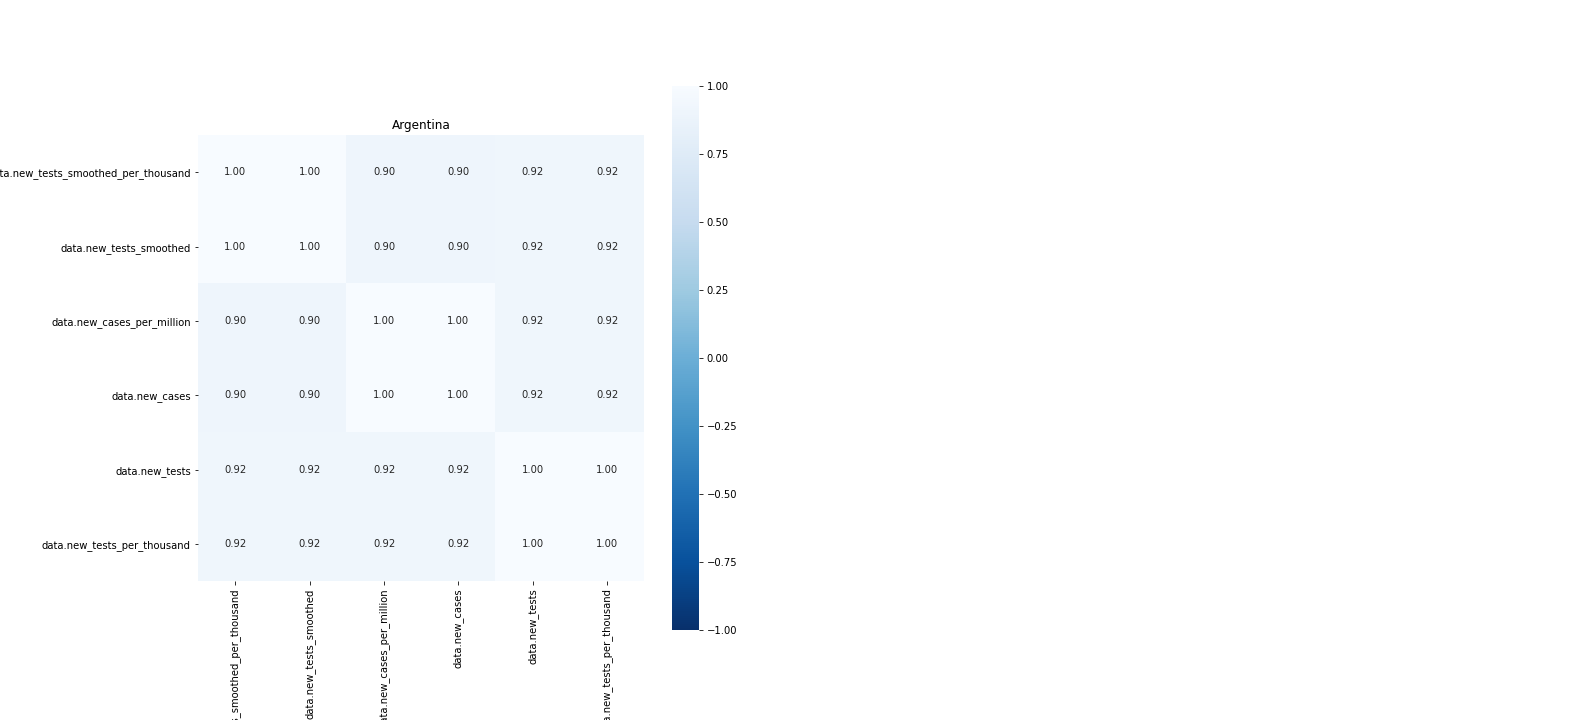 Argentina
ta.new_tests_smoothed_per_thousand 1.00 1.00 0.90 0.90 0.92 0.92
data.new_tests_smoothed 1.00 1.00 0.90 0.90 0.92 0.92
data.new_cases_per_million 0.90 0.90 1.00 1.00 0.92 0.92
data.new_cases 0.90 0.90 1.00 1.00 0.92 0.92
data.new_tests 0.92 0.92 0.92 0.92 1.00 1.00
data.new_tests_per_thousand 0.92 0.92 0.92 0.92 1.00 1.00
s_smoothed_per_thousand
data.new_tests_smoothed
ata.new_cases_per_million
data.new_cases
data.new_tests
a.new_tests_per_thousand
1.00
0.75
0.50
0.25
0.00
−0.25
−0.50
−0.75
−1.00